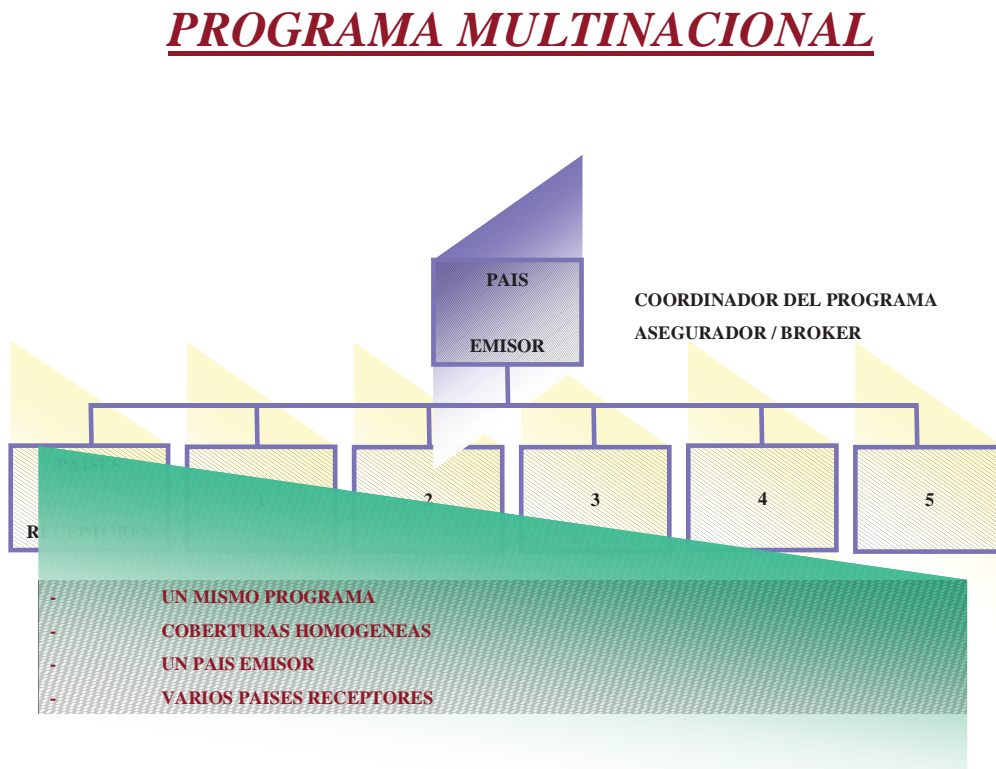 PROGRAMA MULTINACIONAL
PAIS
EMISOR
COORDINADOR DEL PROGRAMA
ASEGURADOR / BROKER
PAISES
RECEPTORES
1
2
3
4
5
- UN MISMO PROGRAMA
- COBERTURAS HOMOGENEAS
- UN PAIS EMISOR
- VARIOS PAISES RECEPTORES